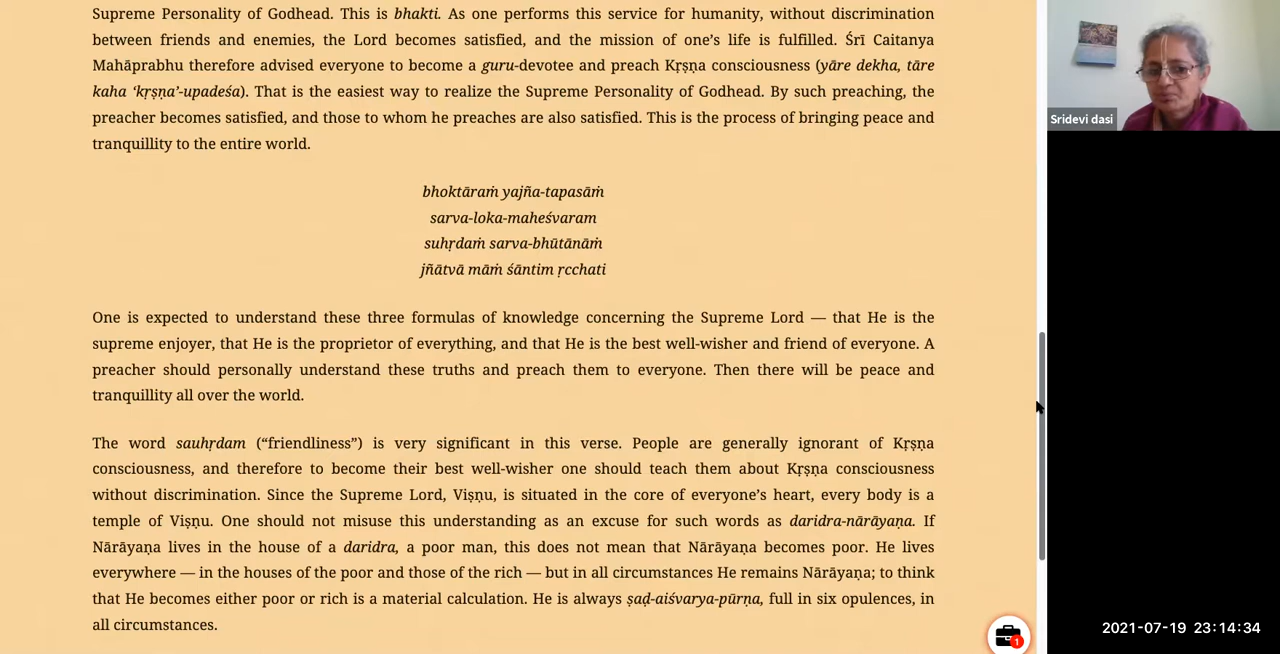 Supreme Personality of Godhead. This is bhakti. As one performs this service for humanity, without discrimination
between friends and enemies, the Lord becomes satisfied, and the mission of one’s life is fulfilled. Śrī Caitanya
Mahāprabhu therefore advised everyone to become a guru-devotee and preach Kṛṣṇa consciousness (yāre dekha, tāre
kaha ‘kṛṣṇa’-upadeśa). That is the easiest way to realize the Supreme Personality of Godhead. By such preaching, the
preacher becomes satisfied, and those to whom he preaches are also satisfied. This is the process of bringing peace and
tranquillity to the entire world.
bhoktāraṁ yajña-tapasāṁ
sarva-loka-maheśvaram
suhṛdaṁ sarva-bhūtānāṁ
jñātvā māṁ śāntim ṛcchati
One is expected to understand these three formulas of knowledge concerning the Supreme Lord — that He is the
supreme enjoyer, that He is the proprietor of everything, and that He is the best well-wisher and friend of everyone. A
preacher should personally understand these truths and preach them to everyone. Then there will be peace and
tranquillity all over the world.
The word sauhṛdam (“friendliness”) is very significant in this verse. People are generally ignorant of Kṛṣṇa
consciousness, and therefore to become their best well-wisher one should teach them about Kṛṣṇa consciousness
without discrimination. Since the Supreme Lord, Viṣṇu, is situated in the core of everyone’s heart, every body is a
temple of Viṣṇu. One should not misuse this understanding as an excuse for such words as daridra-nārāyaṇa. If
Nārāyaṇa lives in the house of a daridra, a poor man, this does not mean that Nārāyaṇa becomes poor. He lives
everywhere — in the houses of the poor and those of the rich — but in all circumstances He remains Nārāyaṇa; to think
that He becomes either poor or rich is a material calculation. He is always ṣaḍ-aiśvarya-pūrṇa, full in six opulences, in
all circumstances.
Sridevi dasi
1
2021-07-19 23:14:34